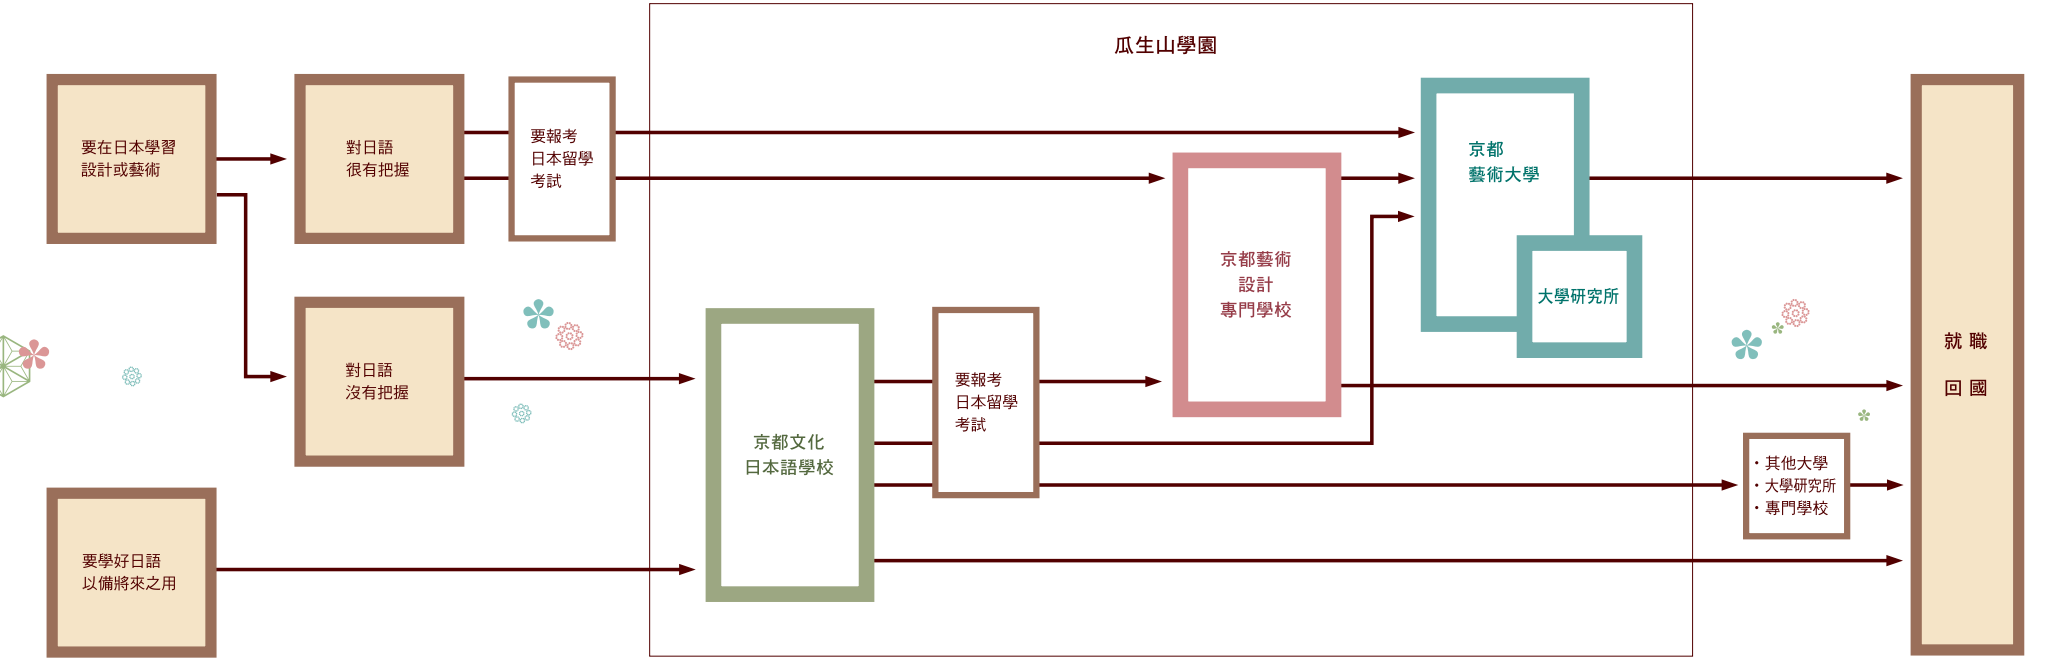 瓜生山學園
要在日本學習
設計或藝術
對日語
很有把握
要報考
日本留學
考試
京都
藝術大學
大學研究所
京都藝術
設計
專門學校
對日語
沒有把握
要報考
日本留學
考試
京都文化
日本語學校
要學好日語
以備將來之用
・其他大學
・大學研究所
・專門學校
就職
回國